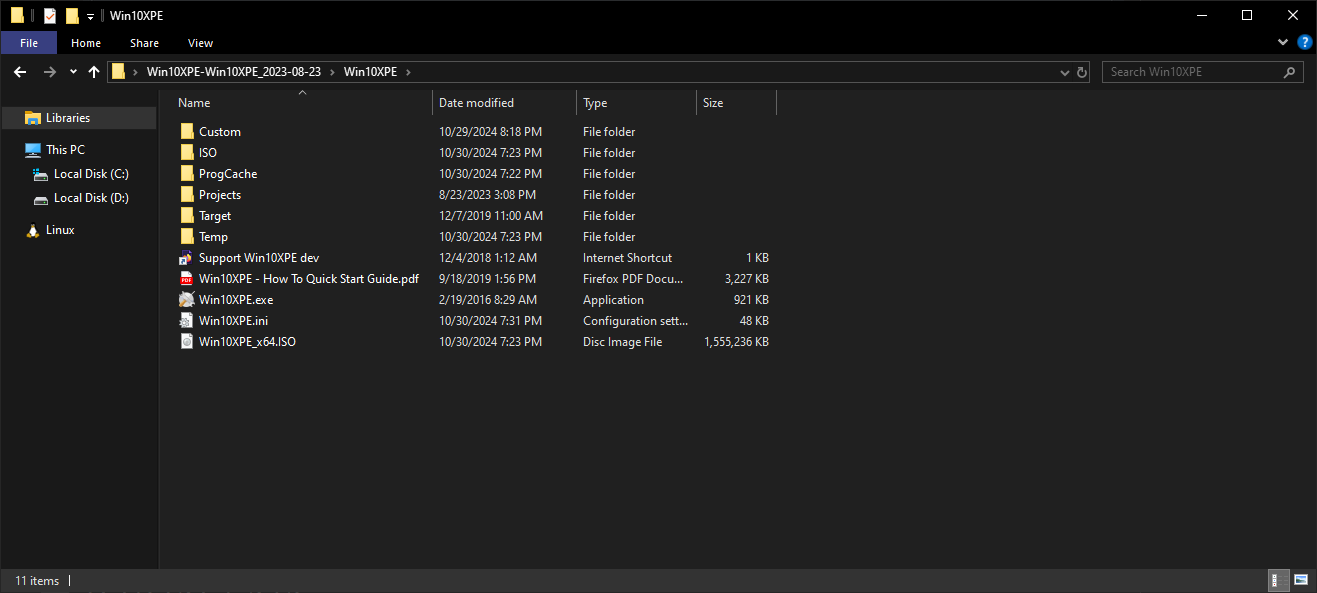 Win10XPE
File Home Share View
Win10XPE-Win10XPE_2023-08-23 > Win10XPE > Search Win10XPE
Name Date modified Type Size
Libraries
This PC
Local Disk (C:)
Local Disk (D:)
Linux
Custom 10/29/2024 8:18 PM File folder
ISO 10/30/2024 7:23 PM File folder
ProgCache 10/30/2024 7:22 PM File folder
Projects 8/23/2023 3:08 PM File folder
Target 12/7/2019 11:00 AM File folder
Temp 10/30/2024 7:23 PM File folder
Support Win10XPE dev 12/4/2018 1:12 AM Internet Shortcut 1 KB
Win10XPE - How To Quick Start Guide.pdf 9/18/2019 1:56 PM Firefox PDF Docu... 3,227 KB
Win10XPE.exe 2/19/2016 8:29 AM Application 921 KB
Win10XPE.ini 10/30/2024 7:31 PM Configuration sett... 48 KB
Win10XPE_x64.ISO 10/30/2024 7:23 PM Disc Image File 1,555,236 KB
11 items